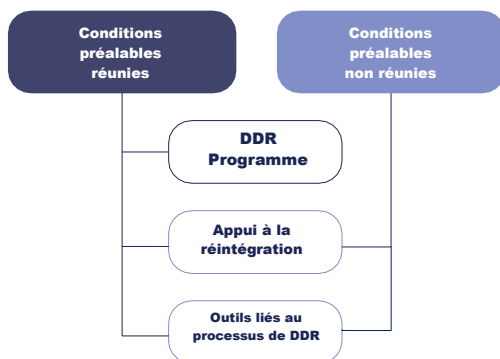 Conditions
préalables
réunies
Conditions
préalables
non réunies
DDR
Programme
Appui à la
réintégration
Outils liés au
processus de DDR